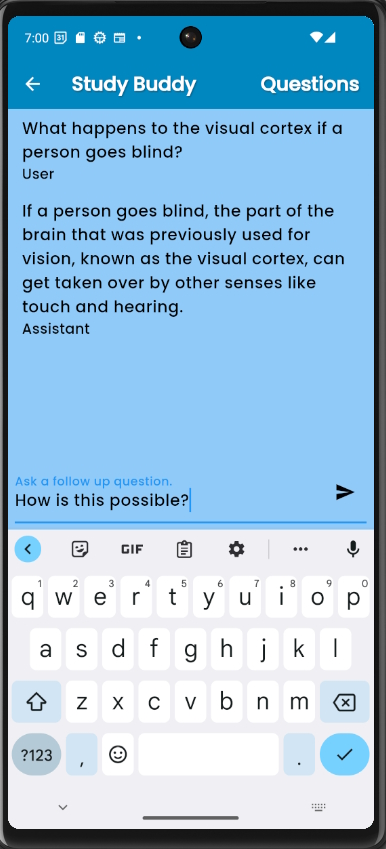 7:00 31
Study Buddy Questions
What happens to the visual cortex if a
person goes blind?
User
If a person goes blind, the part of the
brain that was previously used for
vision, known as the visual cortex, can
get taken over by other senses like
touch and hearing.
Assistant
Ask a follow up question.
How is this possible?
GIF
1 2 3 4 5 6 7 8 9 0
q w e r t y u i o p
a s d f g h j k l
z x c v b n m
?123 , .